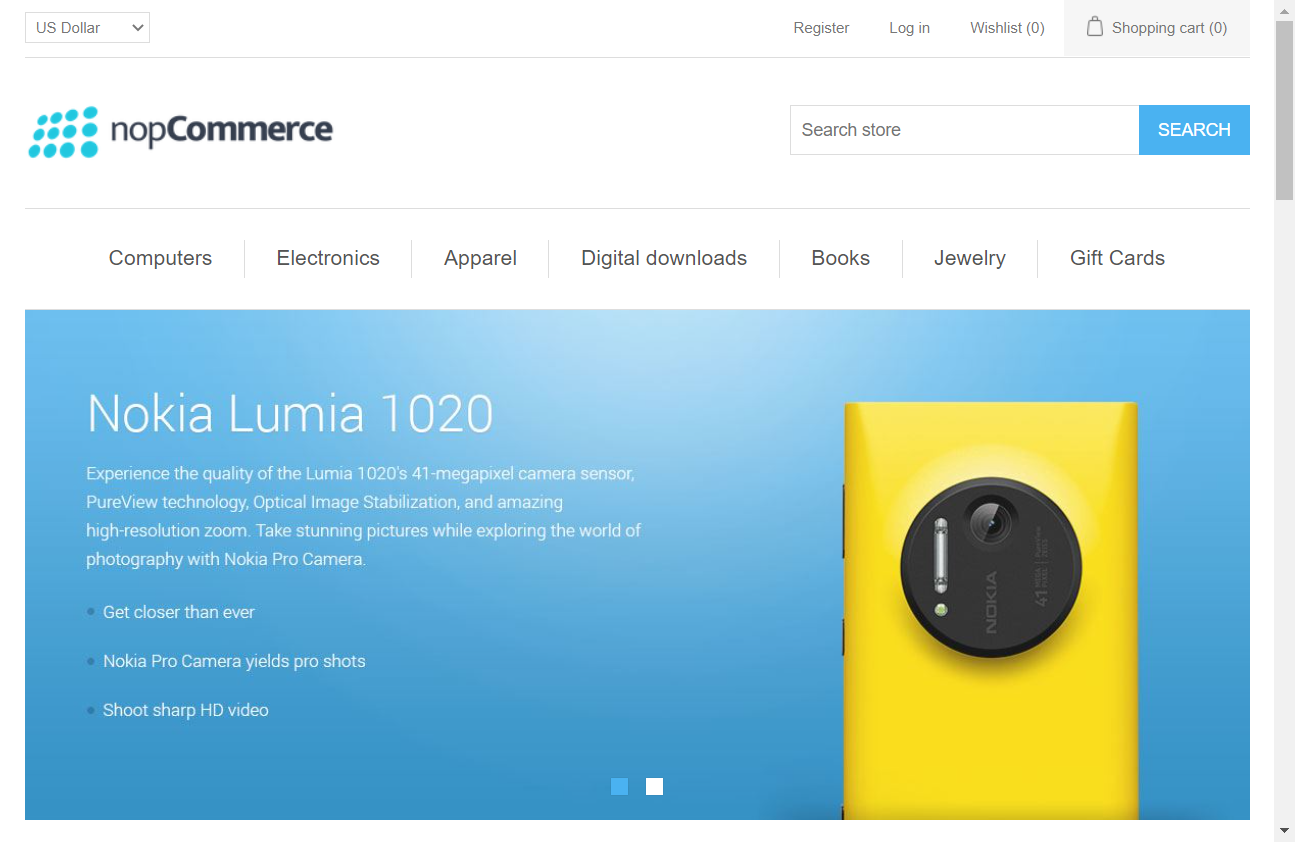 US Dollar
Register
Log in
Wishlist (0)
Shopping cart (0)
nopCommerce
Search store
SEARCH
Computers
Electronics
Apparel
Digital downloads
Books
Jewelry
Gift Cards
Nokia Lumia 1020
Experience the quality of the Lumia 1020's 41-megapixel camera sensor,
PureView technology, Optical Image Stabilization, and amazing
high-resolution zoom. Take stunning pictures while exploring the world of
photography with Nokia Pro Camera.
Get closer than ever
Nokia Pro Camera yields pro shots
Shoot sharp HD video
NOKIA